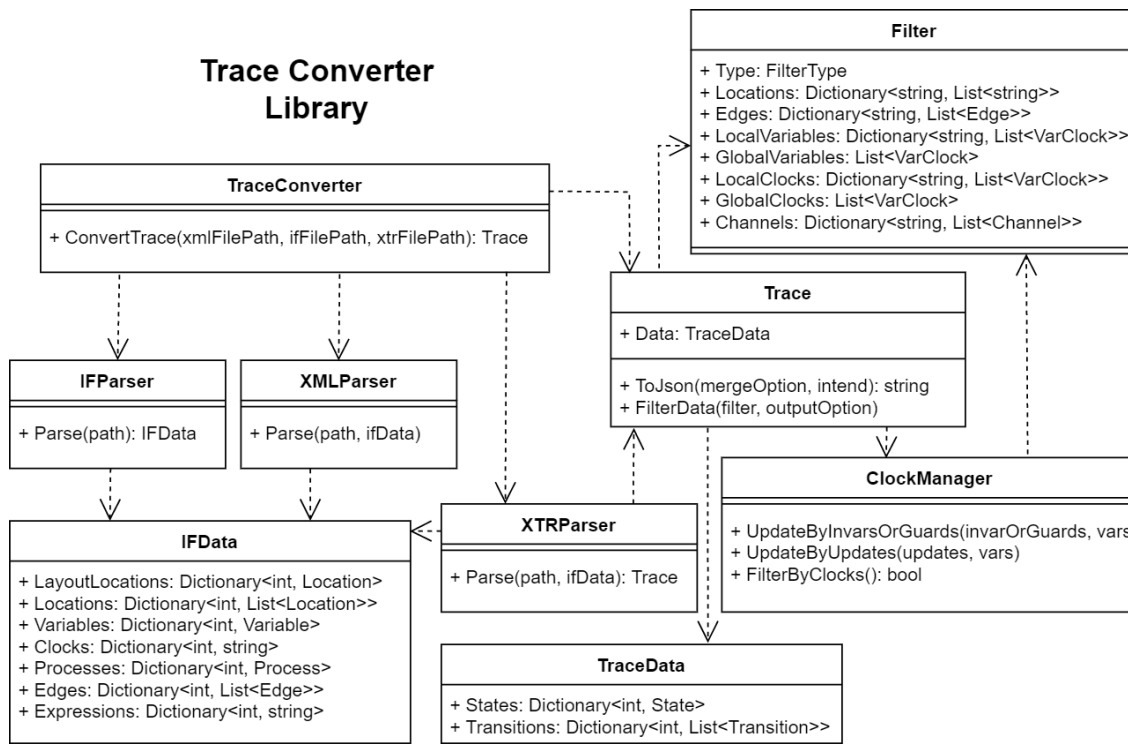 Trace Converter
Library
Filter
+ Type: FilterType
+ Locations: Dictionary<string, List<string>>
+ Edges: Dictionary<string, List<Edge>>
+ LocalVariables: Dictionary<string, List<VarClock>>
+ GlobalVariables: List<VarClock>
+ LocalClocks: Dictionary<string, List<VarClock>>
+ GlobalClocks: List<VarClock>
+ Channels: Dictionary<string, List<Channel>>
TraceConverter
+ ConvertTrace(xmlFilePath, ifFilePath, xtrFilePath): Trace
Trace
+ Data: TraceData
+ ToJson(mergeOption, intend): string
+ FilterData(filter, outputOption)
IFParser
+ Parse(path): IFData
XMLParser
+ Parse(path, ifData)
ClockManager
+ UpdateByInvarsOrGuards(invarOrGuards, vars
+ UpdateByUpdates(updates, vars)
+ FilterByClocks(): bool
XTRParser
+ Parse(path, ifData): Trace
IFData
+ LayoutLocations: Dictionary<int, Location>
+ Locations: Dictionary<int, List<Location>>
+ Variables: Dictionary<int, Variable>
+ Clocks: Dictionary<int, string>
+ Processes: Dictionary<int, Process>
+ Edges: Dictionary<int, List<Edge>>
+ Expressions: Dictionary<int, string>
TraceData
+ States: Dictionary<int, State>
+ Transitions: Dictionary<int, List<Transition>>